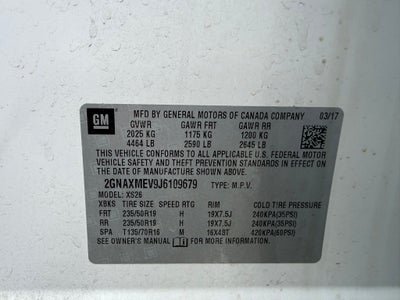 GM
MFD BY GENERAL MOTORS OF CANADA COMPANY 03/17
GVWR GAWR FRT GAWR RR
2025 KG 1175 KG 1200 KG
4464 LB 2590 LB 2645 LB
THIS VEHICLE CONFORMS TO ALL APPLICABLE U.S. FEDERAL
MOTOR VEHICLE SAFETY AND THEFT PREVENTION STANDARDS IN EFFECT ON
THE DATE OF MANUFACTURE SHOWN ABOVE.
2GNAXMEV9J6109679 TYPE: M.P.V.
MODEL: XS26
XBKS TIRE SIZE SPEED RTG RIM COLD TIRE PRESSURE
FRT 235/50R19 H 19X7.5J 240KPA(35PSI)
RR 235/50R19 H 19X7.5J 240KPA(35PSI)
SPA T135/70R16 M 16X4BT 420KPA(60PSI)
SEE OWNER'S MANUAL FOR ADDITIONAL INFORMATION.